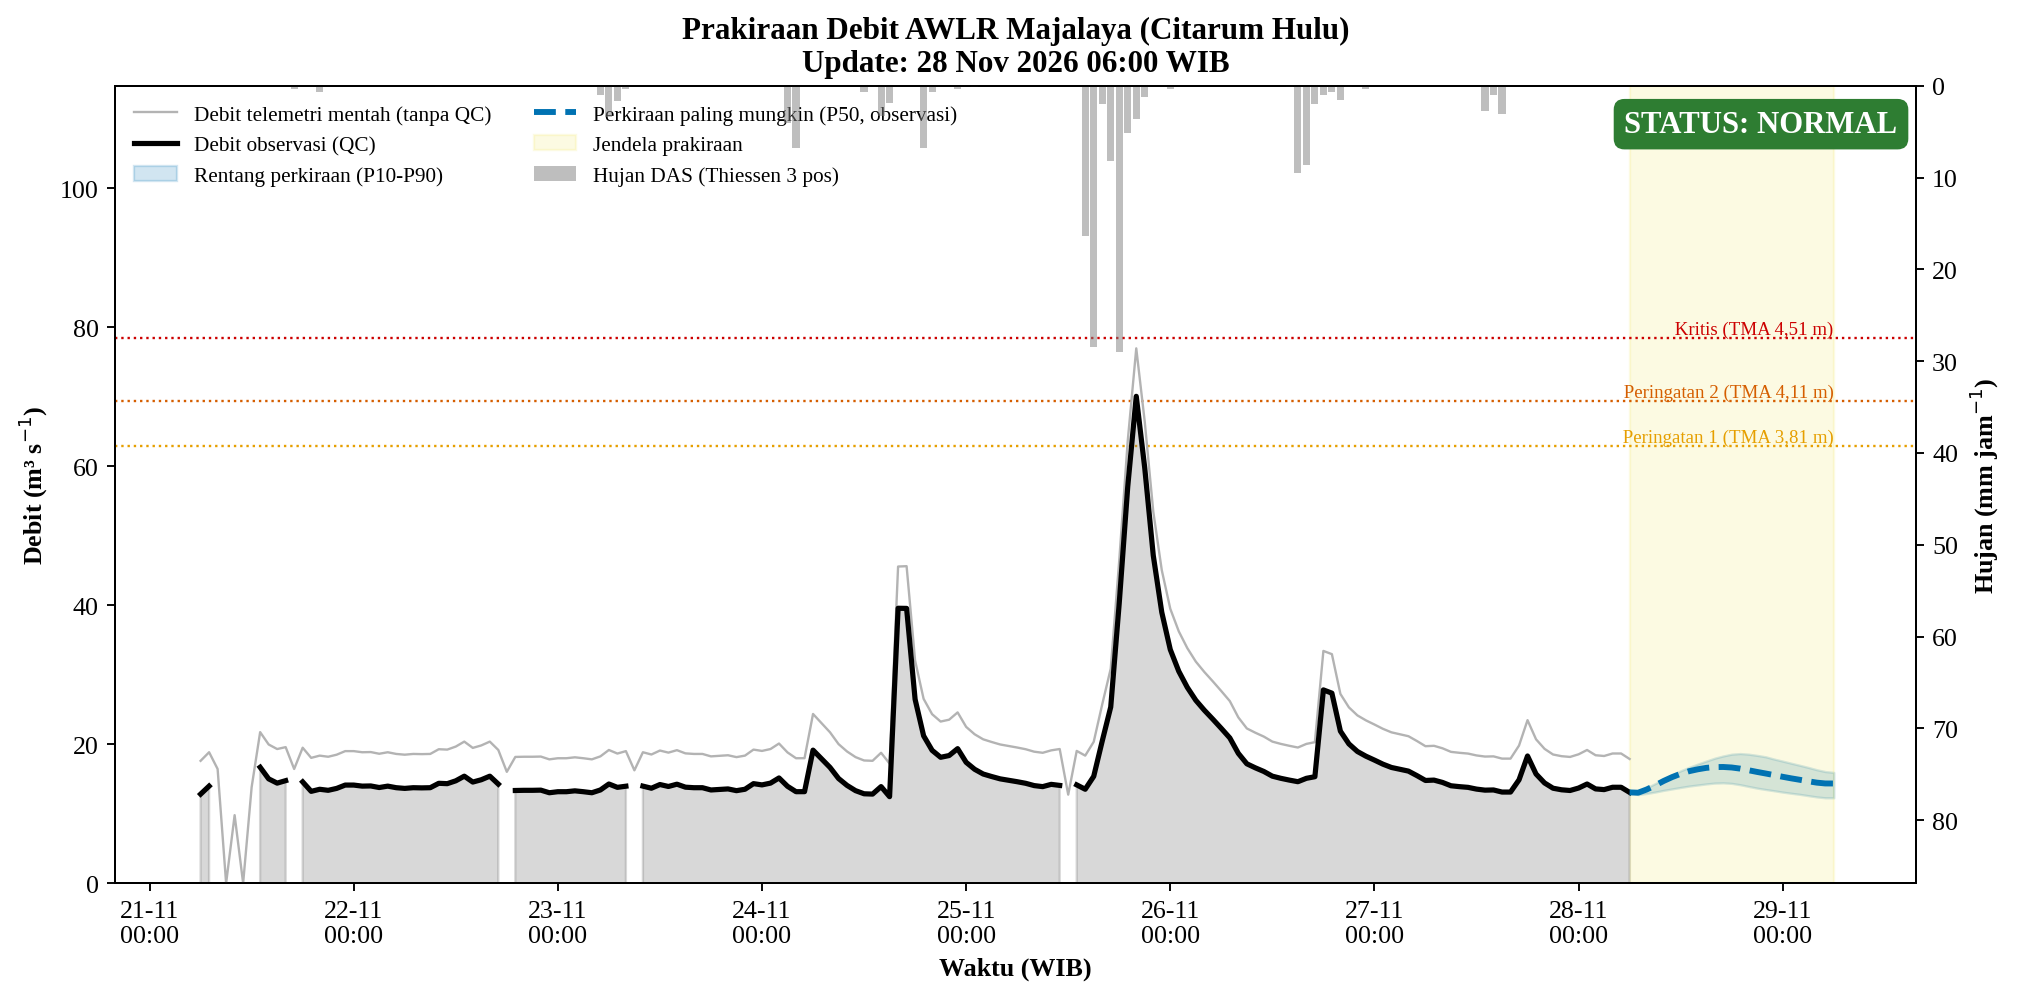 Prakiraan Debit AWLR Majalaya (Citarum Hulu)
Update: 28 Nov 2026 06:00 WIB
Debit telemetri mentah (tanpa QC)
Debit observasi (QC)
Rentang perkiraan (P10-P90)
Perkiraan paling mungkin (P50, observasi)
Jendela prakiraan
Hujan DAS (Thiessen 3 pos)
STATUS: NORMAL
Kritis (TMA 4,51 m)
Peringatan 2 (TMA 4,11 m)
Peringatan 1 (TMA 3,81 m)
Debit (m³ s⁻¹)
100
80
60
40
20
0
0
10
20
30
40
50
60
70
80
Hujan (mm jam⁻¹)
21-11
00:00
22-11
00:00
23-11
00:00
24-11
00:00
25-11
00:00
26-11
00:00
27-11
00:00
28-11
00:00
29-11
00:00
Waktu (WIB)